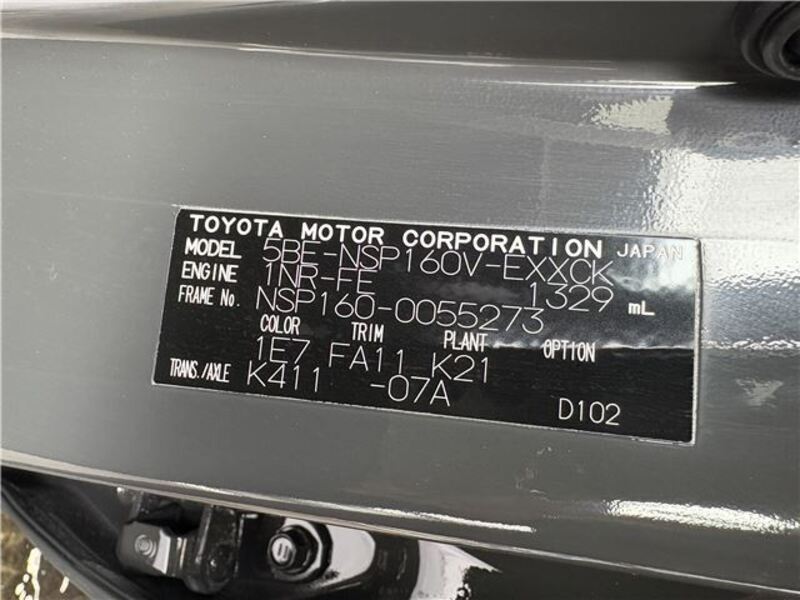 TOYOTA MOTOR CORPORATION JAPAN
MODEL 5BE-NSP160V-EXXCK
ENGINE 1NR-FE 1329 mL
FRAME No. NSP160-0055273
COLOR TRIM PLANT OPTION
1E7 FA11 K21
TRANS./AXLE K411 -07A D102